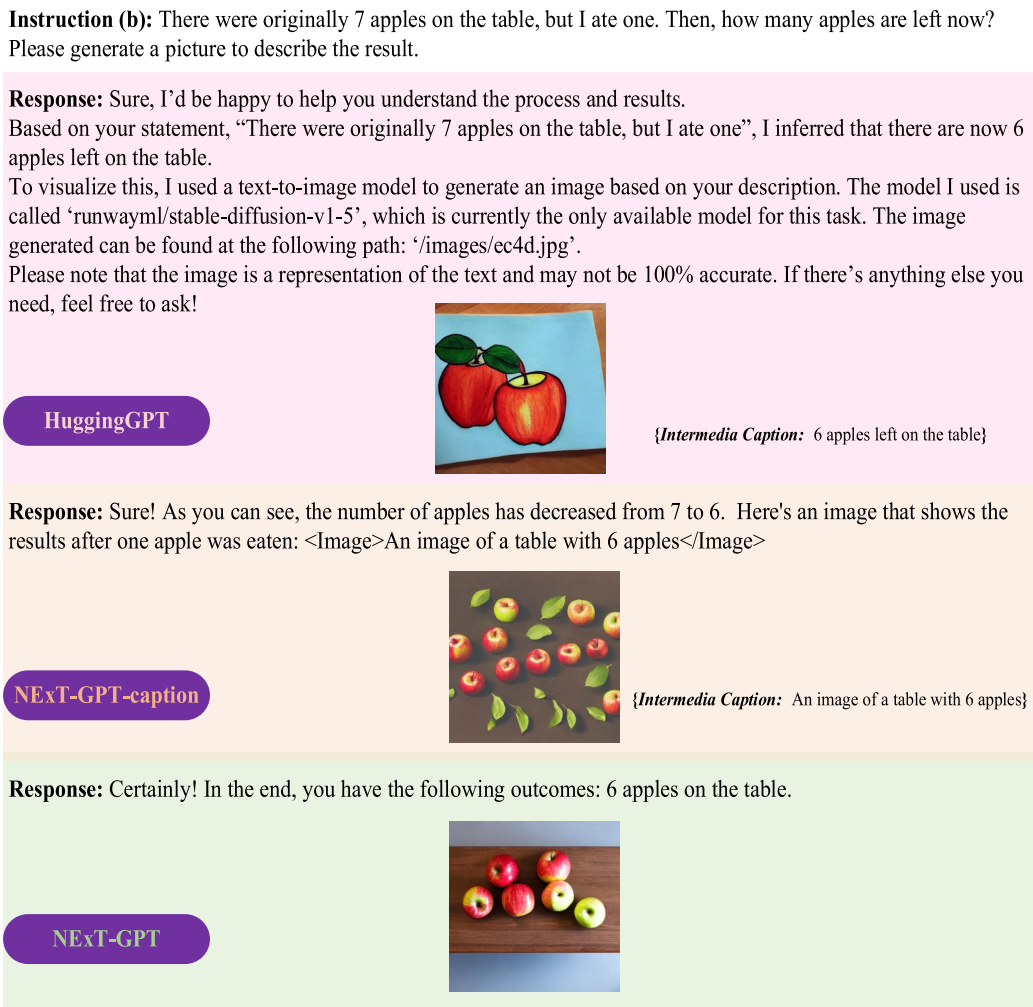 Instruction (b): There were originally 7 apples on the table, but I ate one. Then, how many apples are left now?
Please generate a picture to describe the result.
Response: Sure, I’d be happy to help you understand the process and results.
Based on your statement, “There were originally 7 apples on the table, but I ate one”, I inferred that there are now 6
apples left on the table.
To visualize this, I used a text-to-image model to generate an image based on your description. The model I used is
called ‘runwayml/stable-diffusion-v1-5’, which is currently the only available model for this task. The image
generated can be found at the following path: ‘/images/ec4d.jpg’.
Please note that the image is a representation of the text and may not be 100% accurate. If there’s anything else you
need, feel free to ask!
HuggingGPT
{Intermedia Caption: 6 apples left on the table}
Response: Sure! As you can see, the number of apples has decreased from 7 to 6. Here's an image that shows the
results after one apple was eaten: <Image>An image of a table with 6 apples</Image>
NExT-GPT-caption
{Intermedia Caption: An image of a table with 6 apples}
Response: Certainly! In the end, you have the following outcomes: 6 apples on the table.
NExT-GPT